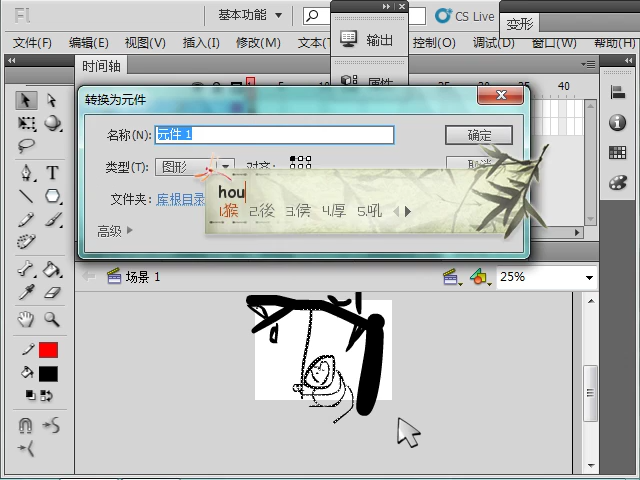 Fl
基本功能
CS Live
变形
文件(F) 编辑(E) 视图(V) 插入(I) 修改(M) 文本(T 控制(O) 调试(D) 窗口(W) 帮助(H)
输出
属性
时间轴
5
25
30
35
40
转换为元件
名称(N): 元件 1
确定
类型(T): 图形
对齐:
取消
文件夹: 库根目录
高级
hou
1.猴 2.後 3.侯 4.厚 5.吼
场景 1
25%